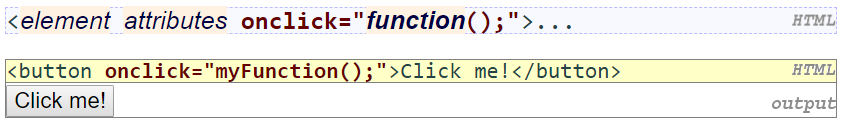 <element attributes onclick="function();">... HTML
<button onclick="myFunction();">Click me!</button> HTML
Click me! output